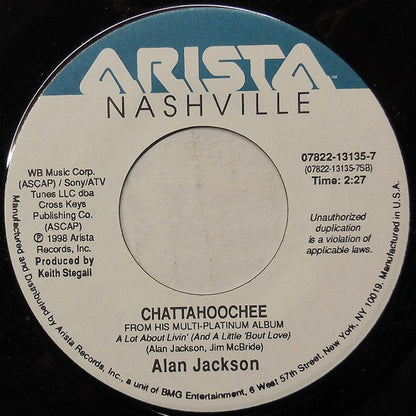 ARISTA™
NASHVILLE
WB Music Corp.
(ASCAP) / Sony/ATV
Tunes LLC dba
Cross Keys
Publishing Co.
(ASCAP)
Ⓟ © 1998 Arista
Records, Inc.
Produced by
Keith Stegall
07822-13135-7
(07822-13135-7SB)
Time: 2:27
Unauthorized
duplication
is a violation of
applicable laws.
CHATTAHOOCHEE
FROM HIS MULTI-PLATINUM ALBUM
A Lot About Livin' (And A Little 'Bout Love)
(Alan Jackson, Jim McBride)
Alan Jackson
Manufactured and Distributed by Arista Records, Inc., a unit of BMG Entertainment, 6 West 57th Street, New York, NY 10019. Made in U.S.A.